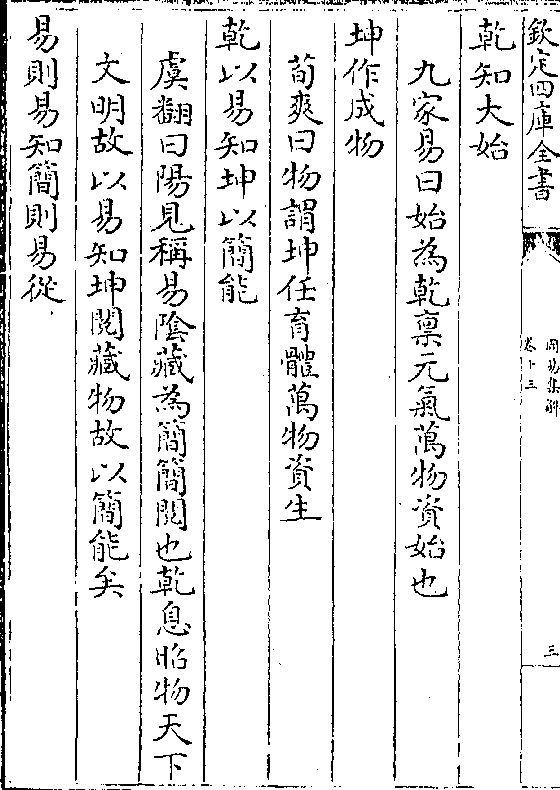 欽定四庫全書
周易集解
卷十三
三
乾知大始
九家易曰始為乾稟元氣萬物資始也
坤作成物
荀爽曰物謂坤任育體萬物資生
乾以易知坤以簡能
虞翻曰陽見稱易隂藏為簡簡閱也乾息昭物天下
文明故以易知坤閱藏物故以簡能矣
易則易知簡則易從